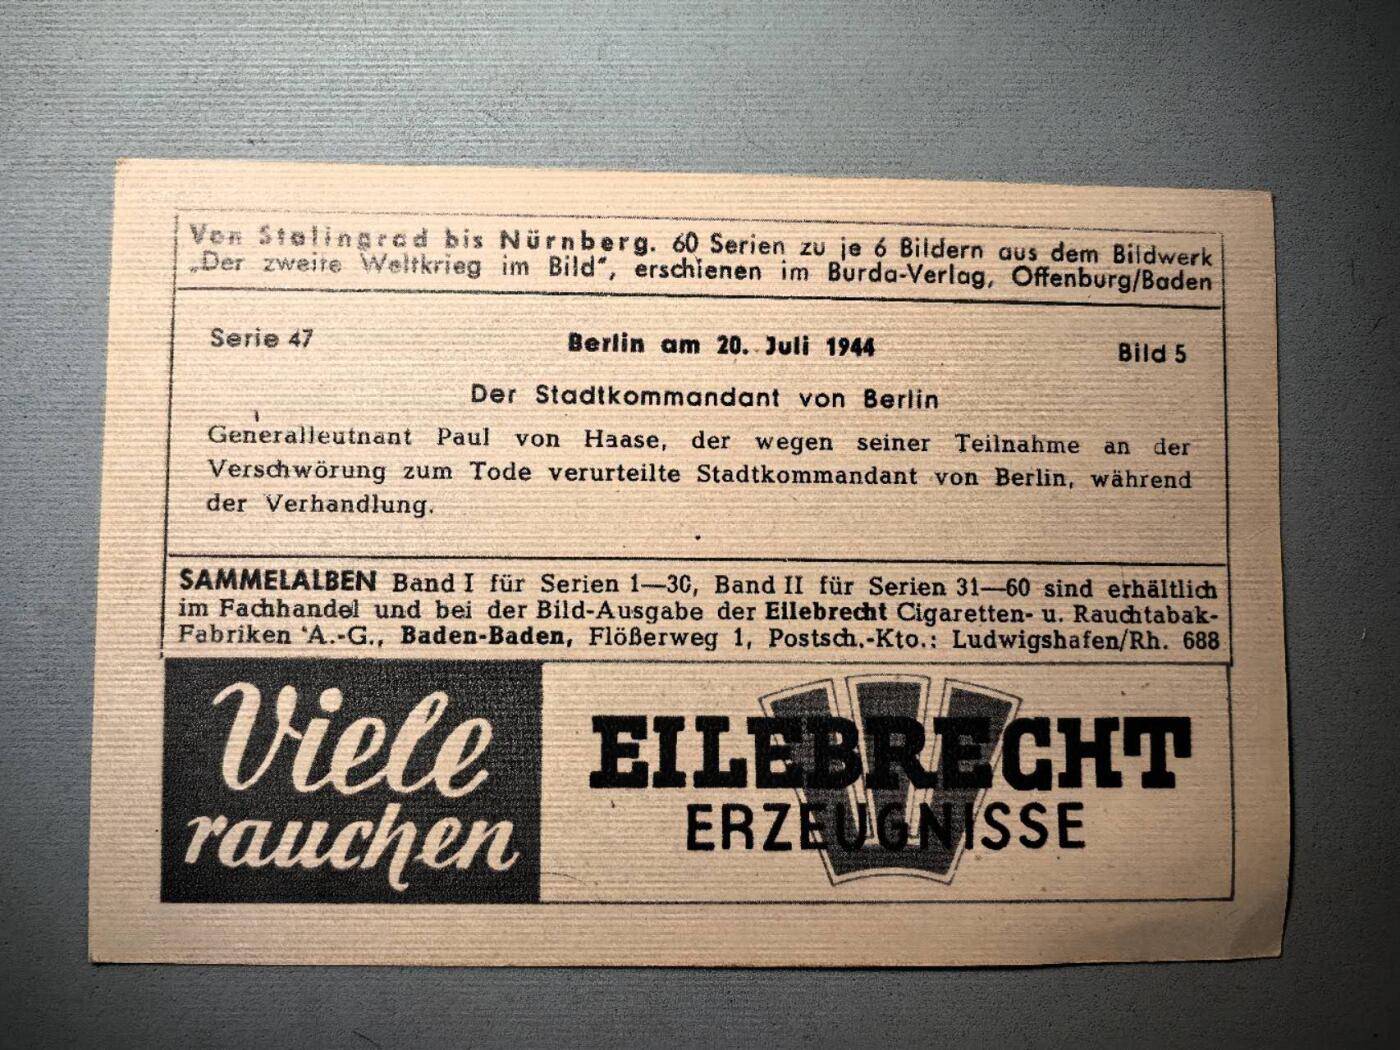 Von Stalingrad bis Nürnberg. 60 Serien zu je 6 Bildern aus dem Bildwerk
„Der zweite Weltkrieg im Bild", erschienen im Burda-Verlag, Offenburg/Baden
Serie 47 Berlin am 20. Juli 1944 Bild 5
Der Stadtkommandant von Berlin
Generalleutnant Paul von Haase, der wegen seiner Teilnahme an der
Verschwörung zum Tode verurteilte Stadtkommandant von Berlin, während
der Verhandlung.
SAMMELALBEN Band I für Serien 1—30, Band II für Serien 31—60 sind erhältlich
im Fachhandel und bei der Bild-Ausgabe der Eilebrecht Cigaretten- u. Rauchtabak-
Fabriken A.-G., Baden-Baden, Flößerweg 1, Postsch.-Kto.: Ludwigshafen/Rh. 688
Viele
rauchen
EILEBRECHT
ERZEUGNISSE